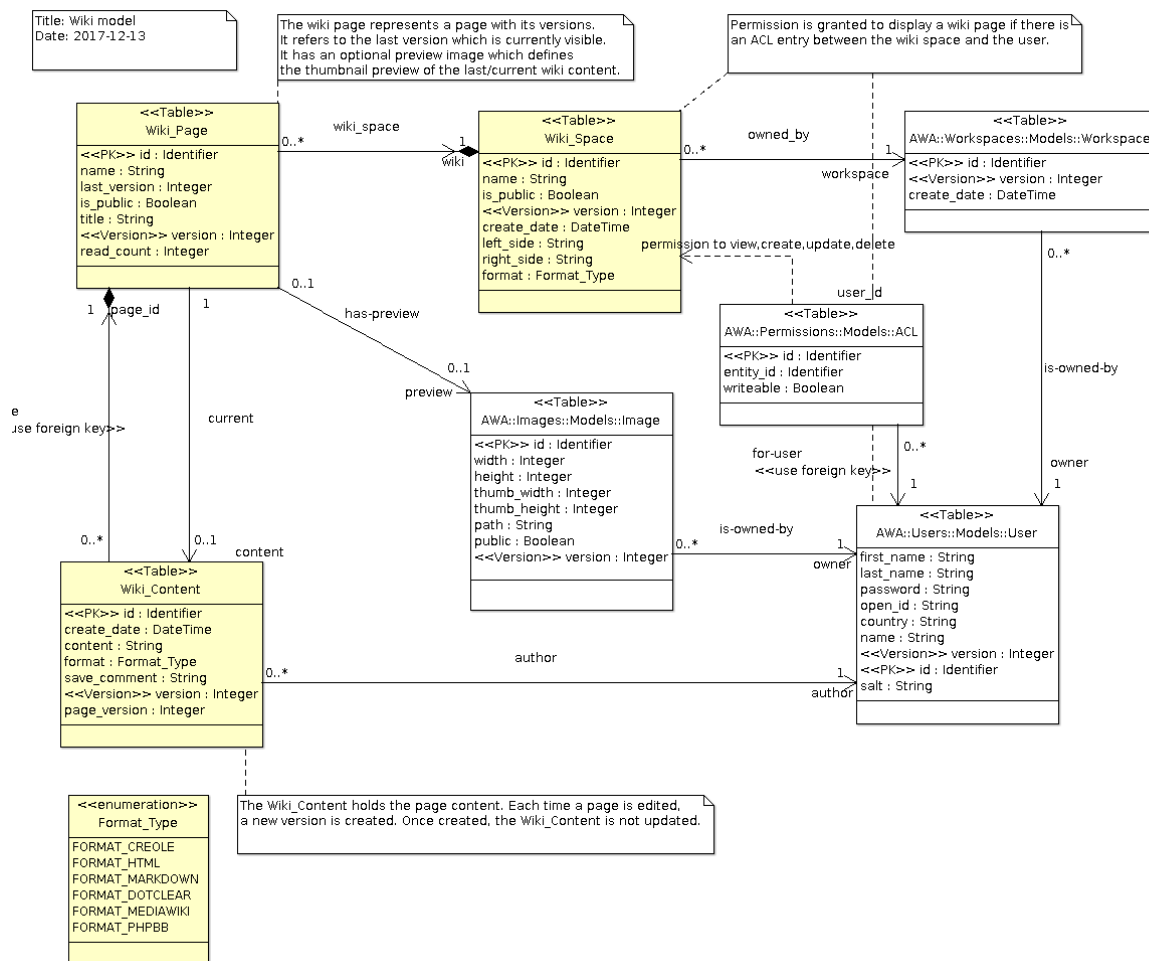 Title: Wiki model
Date: 2017-12-13
The wiki page represents a page with its versions.
It refers to the last version which is currently visible.
It has an optional preview image which defines
the thumbnail preview of the last/current wiki content.
Permission is granted to display a wiki page if there is
an ACL entry between the wiki space and the user.
<<Table>>
Wiki_Page
<<PK>> id : Identifier
name : String
last_version : Integer
is_public : Boolean
title : String
<<Version>> version : Integer
read_count : Integer
wiki_space
0..*
1
wiki
<<Table>>
Wiki_Space
<<PK>> id : Identifier
name : String
is_public : Boolean
<<Version>> version : Integer
create_date : DateTime
left_side : String
right_side : String
format : Format_Type
owned_by
0..*
1
workspace
<<Table>>
AWA::Workspaces::Models::Workspace
<<PK>> id : Identifier
<<Version>> version : Integer
create_date : DateTime
permission to view,create,update,delete
user_id
0..*
is-owned-by
owner
1
<<Table>>
AWA::Permissions::Models::ACL
<<PK>> id : Identifier
entity_id : Identifier
writeable : Boolean
for-user
<<use foreign key>>
0..*
1
0..1
has-preview
0..1
preview
1
page_id
1
e
use foreign key>>
current
0..*
0..1
content
<<Table>>
AWA::Images::Models::Image
<<PK>> id : Identifier
width : Integer
height : Integer
thumb_width : Integer
thumb_height : Integer
path : String
public : Boolean
<<Version>> version : Integer
is-owned-by
0..*
1
owner
<<Table>>
AWA::Users::Models::User
first_name : String
last_name : String
password : String
open_id : String
country : String
name : String
<<Version>> version : Integer
<<PK>> id : Identifier
salt : String
<<Table>>
Wiki_Content
<<PK>> id : Identifier
create_date : DateTime
content : String
format : Format_Type
save_comment : String
<<Version>> version : Integer
page_version : Integer
author
0..*
1
author
The Wiki_Content holds the page content. Each time a page is edited,
a new version is created. Once created, the Wiki_Content is not updated.
<<enumeration>>
Format_Type
FORMAT_CREOLE
FORMAT_HTML
FORMAT_MARKDOWN
FORMAT_DOTCLEAR
FORMAT_MEDIAWIKI
FORMAT_PHPBB